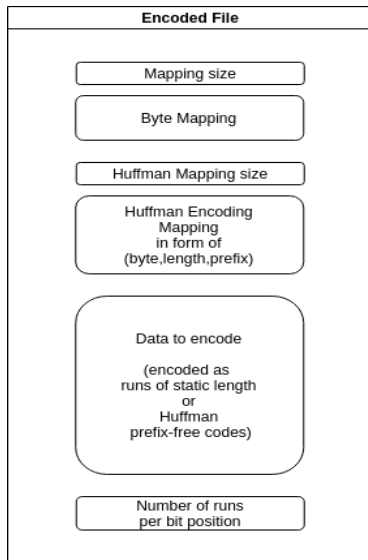 Encoded File
Mapping size
Byte Mapping
Huffman Mapping size
Huffman Encoding
Mapping
in form of
(byte,length,prefix)
Data to encode
(encoded as
runs of static length
or
Huffman
prefix-free codes)
Number of runs
per bit position